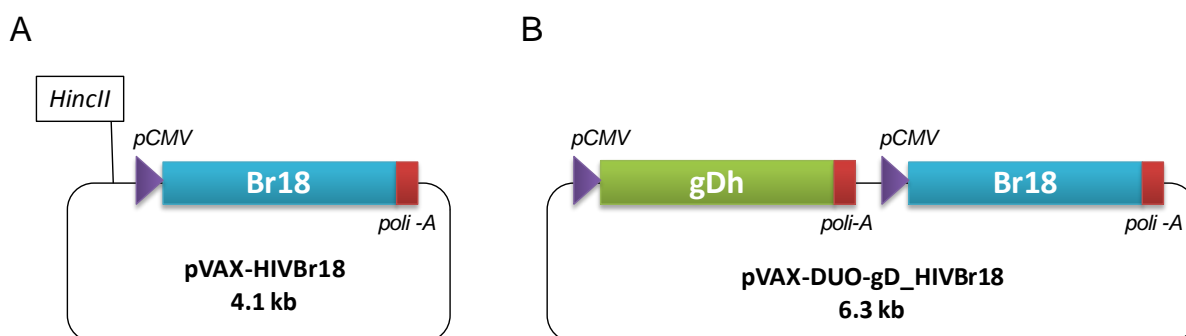 A
B
HincII
pCMV
Br18
poli -A
pVAX-HIVBr18
4.1 kb
pCMV
pCMV
gDh
Br18
poli-A
poli -A
pVAX-DUO-gD_HIVBr18
6.3 kb